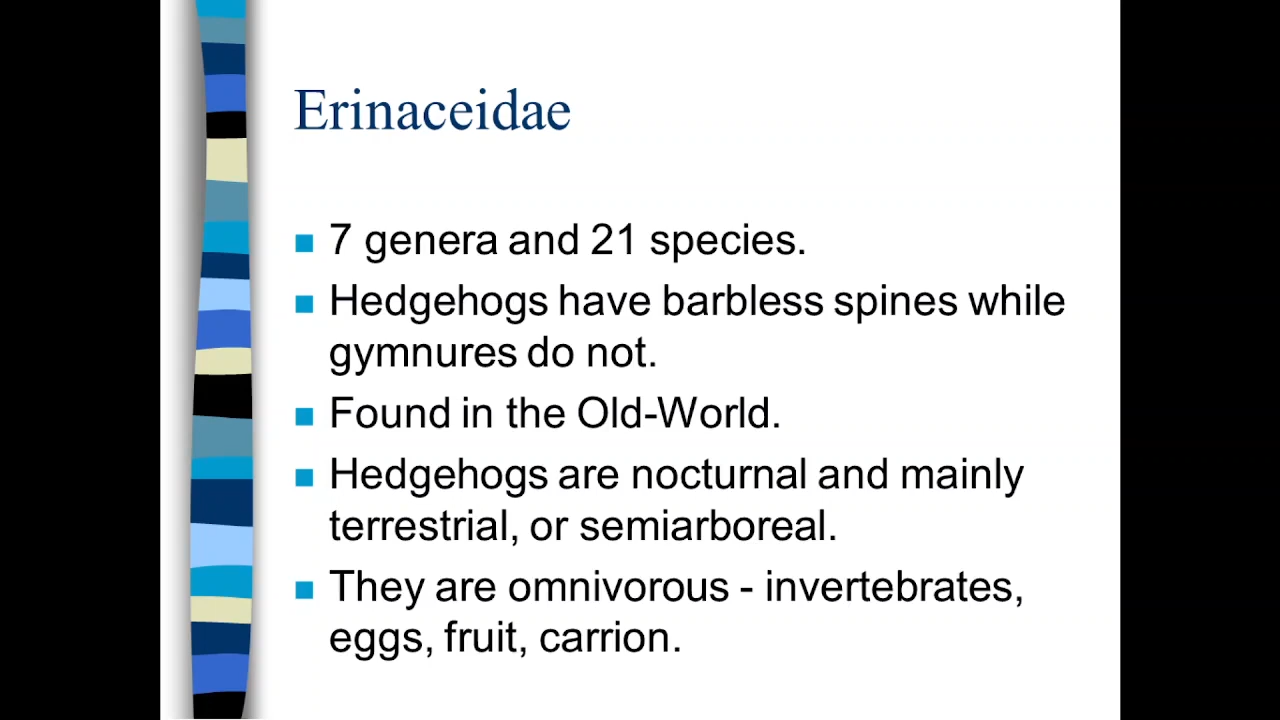 Erinaceidae
7 genera and 21 species.
Hedgehogs have barbless spines while
gymnures do not.
Found in the Old-World.
Hedgehogs are nocturnal and mainly
terrestrial, or semiarboreal.
They are omnivorous - invertebrates,
eggs, fruit, carrion.